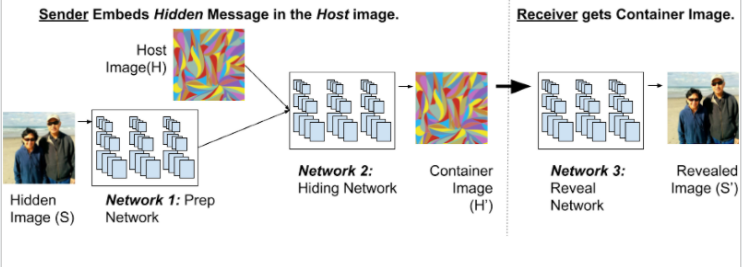 Sender Embeds Hidden Message in the Host image.
Receiver gets Container Image.
Host
Image(H)
Hidden
Image (S)
Network 1: Prep
Network
Network 2:
Hiding Network
Container
Image
(H')
Network 3:
Reveal
Network
Revealed
Image (S')